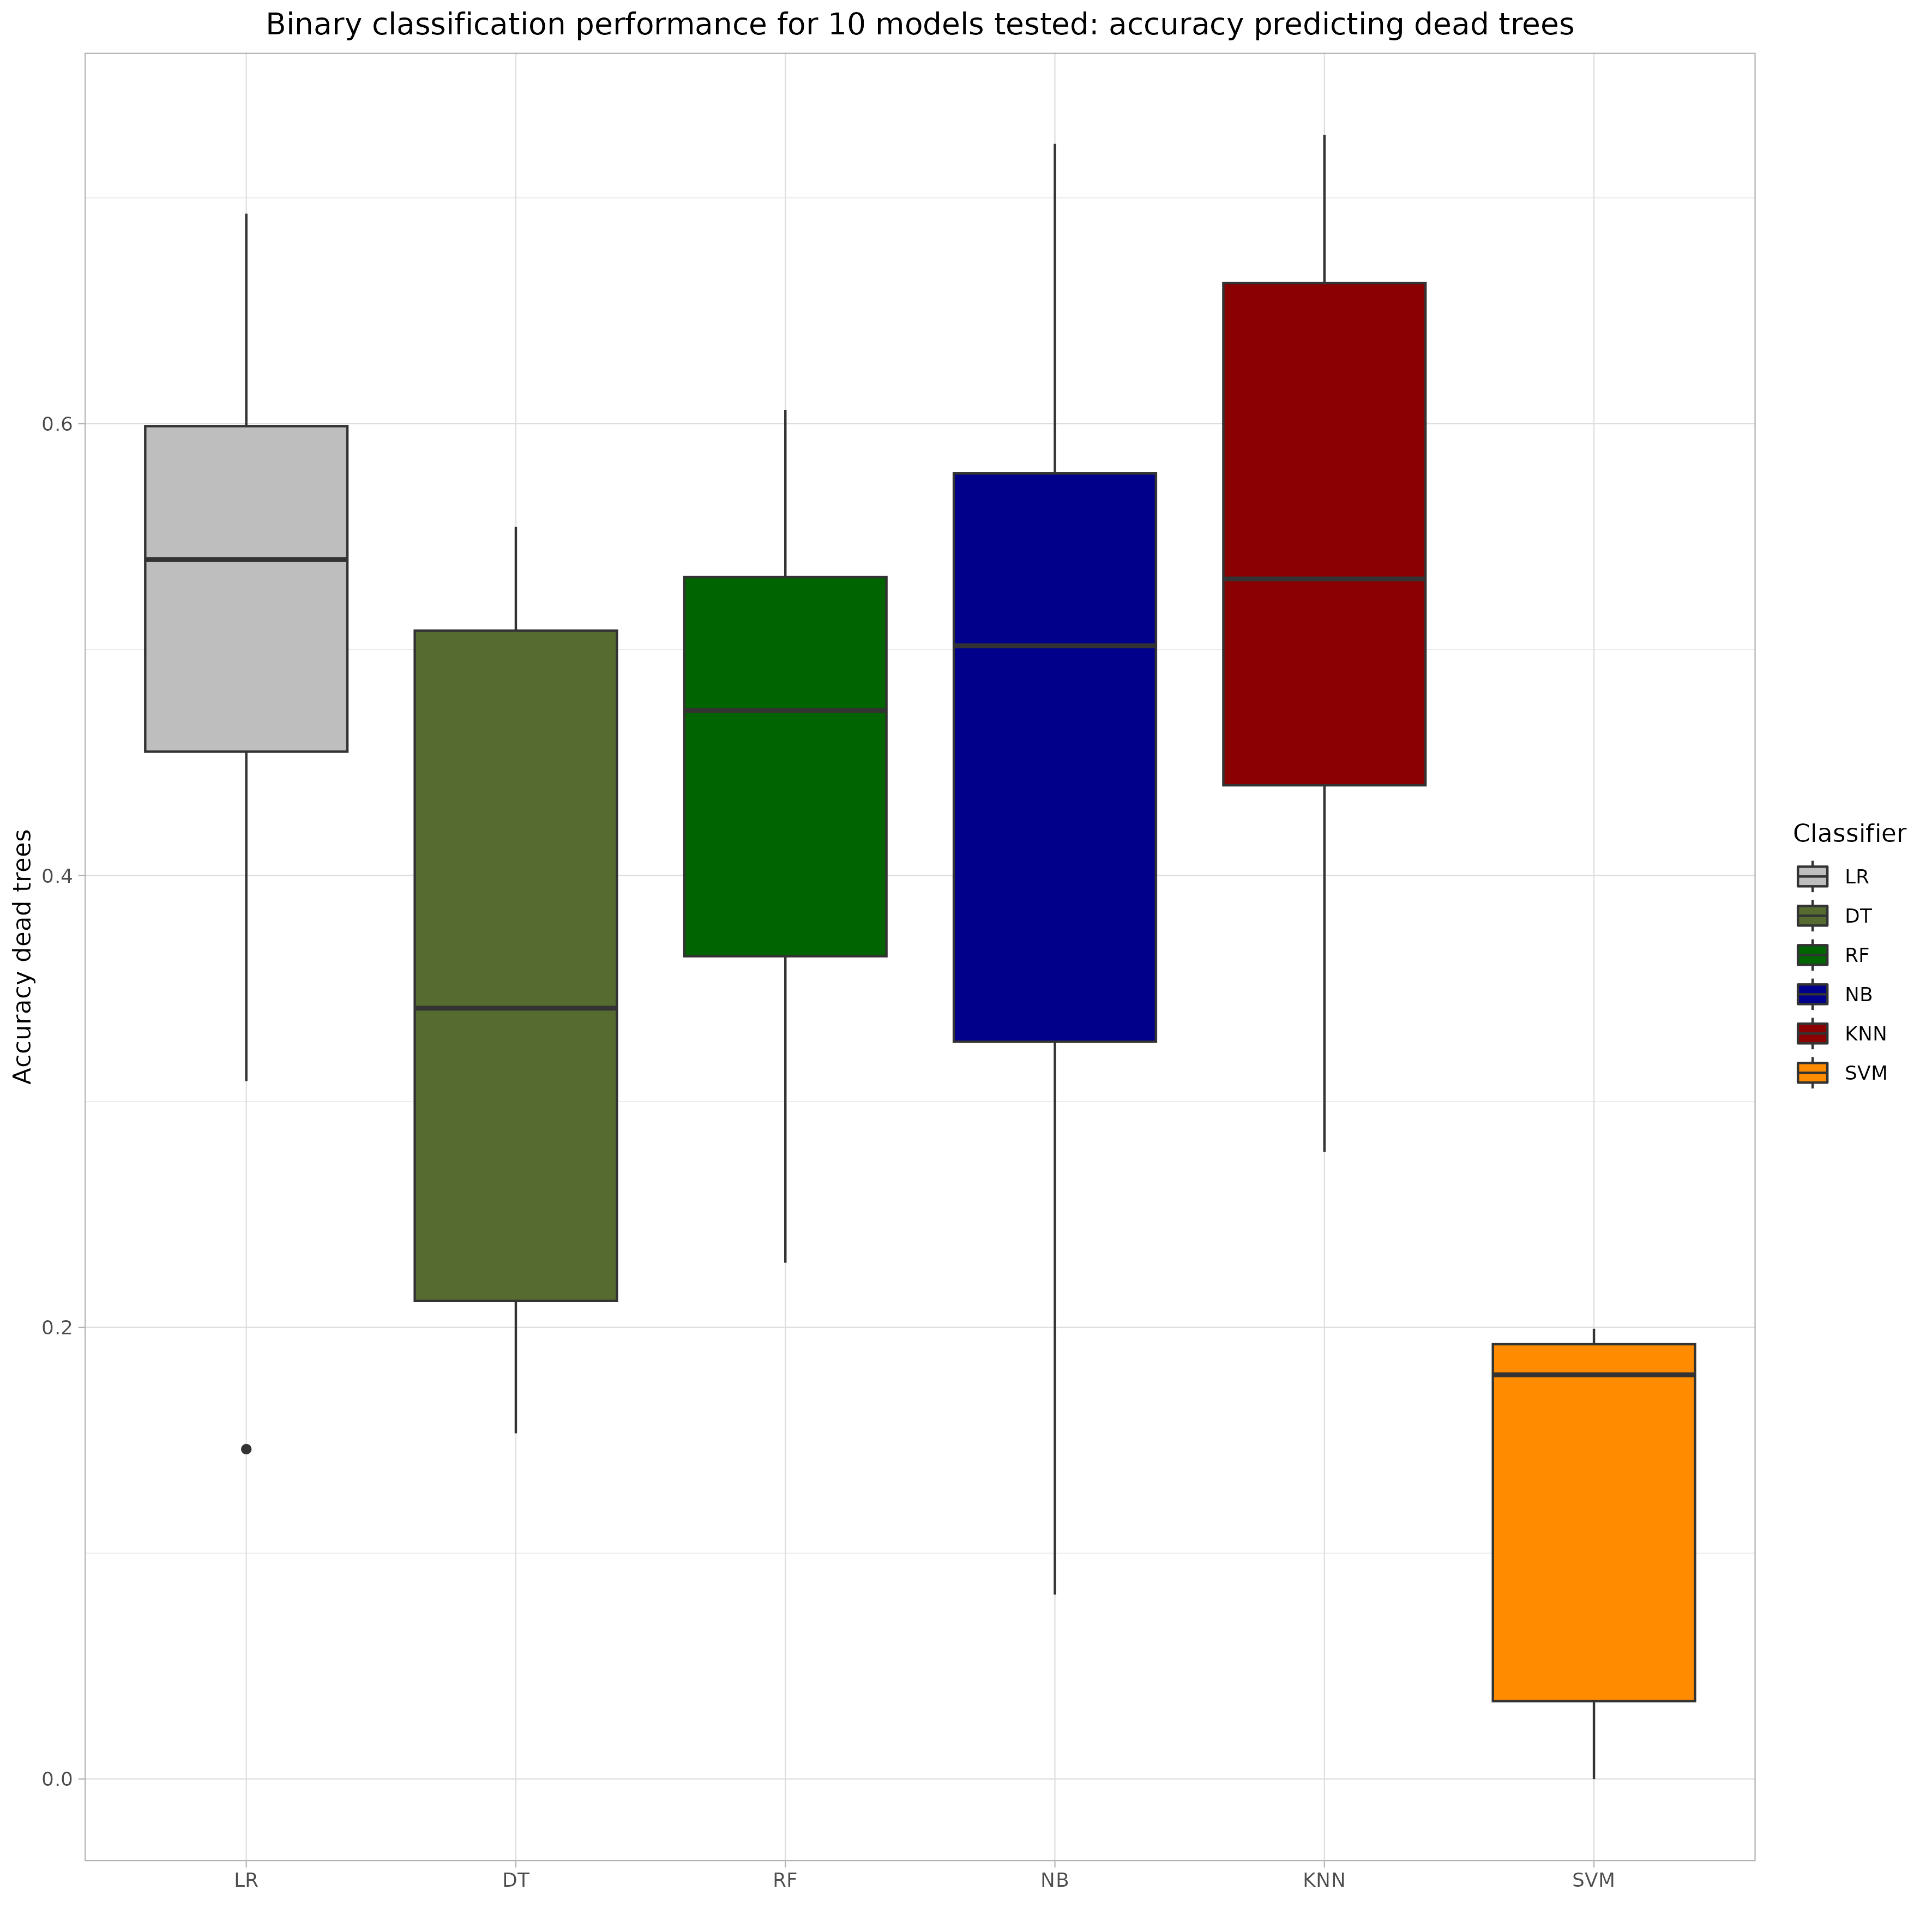 Binary classification performance for 10 models tested: accuracy predicting dead trees
Accuracy dead trees
0.6
0.4
0.2
0.0
LR
DT
RF
NB
KNN
SVM
Classifier
LR
DT
RF
NB
KNN
SVM